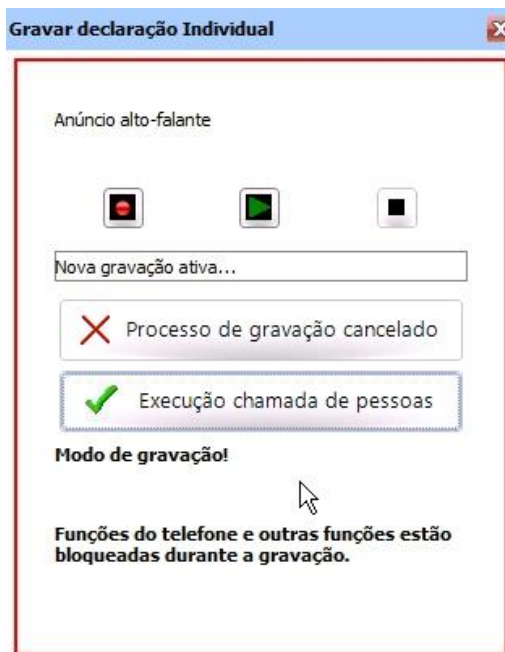 Gravar declaração Individual
Anúncio alto-falante
Nova gravação ativa...
Processo de gravação cancelado
Execução chamada de pessoas
Modo de gravação!
Funções do telefone e outras funções estão
bloqueadas durante a gravação.